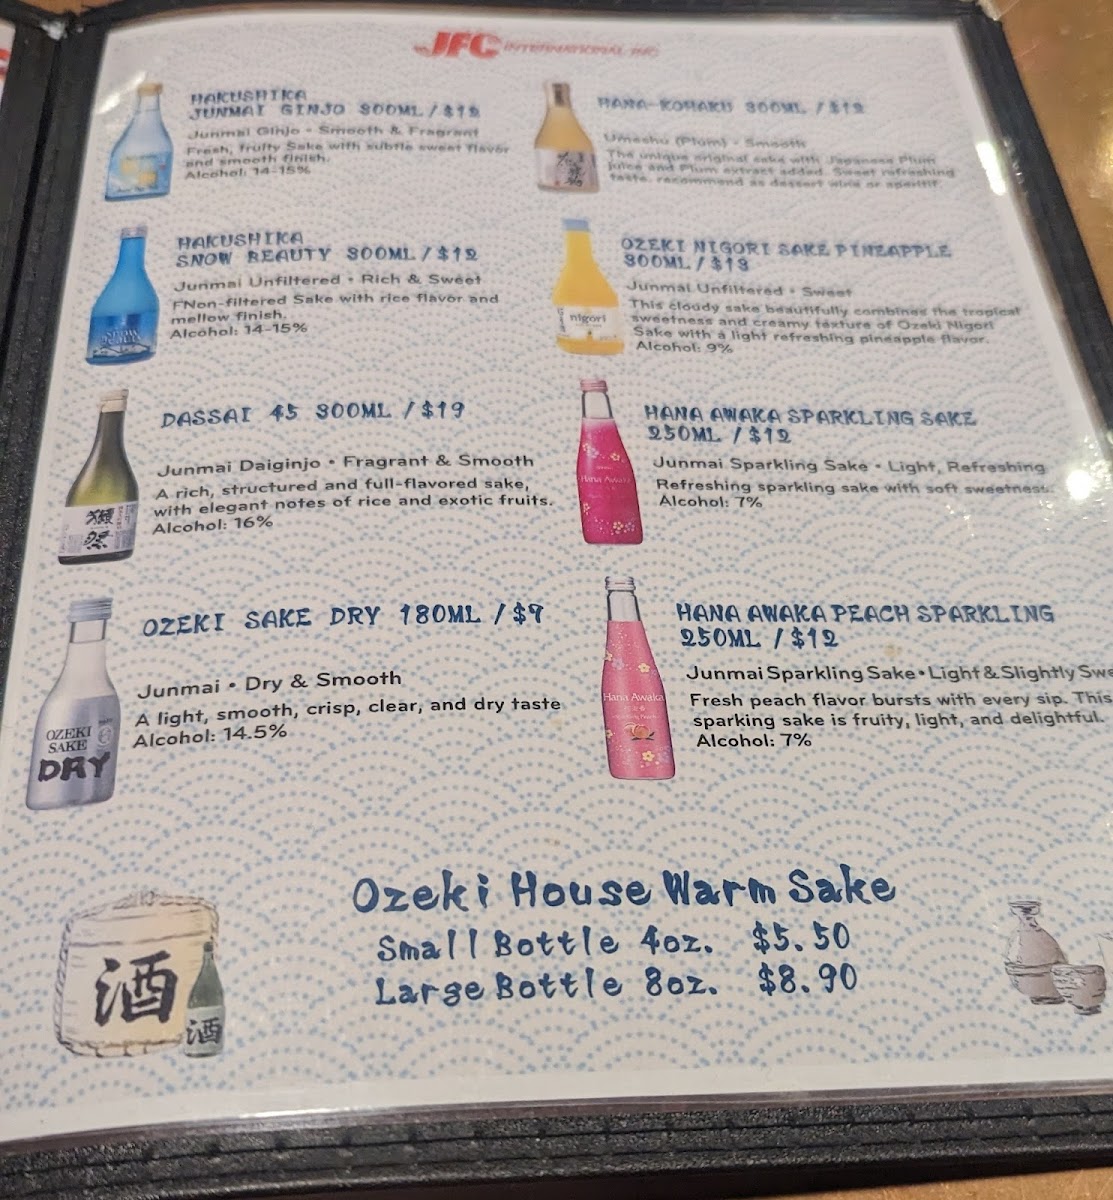 JFC INTERNATIONAL INC
HAKUSHIKA
JUNMAI GINJO 300ML / $12
Junmai Ginjo • Smooth & Fragrant
Fresh, fruity Sake with subtle sweet flavor
and smooth finish.
Alcohol: 14-15%
HAKUSHIKA
SNOW BEAUTY 300ML / $12
Junmai Unfiltered • Rich & Sweet
FNon-filtered Sake with rice flavor and
mellow finish.
Alcohol: 14-15%
DASSAI 45 300ML / $19
Junmai Daiginjo • Fragrant & Smooth
A rich, structured and full-flavored sake,
with elegant notes of rice and exotic fruits.
Alcohol: 16%
獺祭
OZEKI SAKE DRY 180ML / $7
Junmai • Dry & Smooth
A light, smooth, crisp, clear, and dry taste
Alcohol: 14.5%
OZEKI
SAKE
DRY
HANA-KOHAKU 300ML / $12
Umeshu (Plum) • Smooth
The unique original sake with Japanese Plum
juice and Plum extract added. Sweet refreshing
taste. recommend as dessert wine or aperitif.
OZEKI NIGORI SAKE PINEAPPLE
300ML / $13
Junmai Unfiltered • Sweet
This cloudy sake beautifully combines the tropical
sweetness and creamy texture of Ozeki Nigori
Sake with a light refreshing pineapple flavor.
Alcohol: 9%
nigori
HANA AWAKA SPARKLING SAKE
250ML / $12
Junmai Sparkling Sake • Light, Refreshing
Refreshing sparkling sake with soft sweetness.
Alcohol: 7%
Hana Awaka
HANA AWAKA PEACH SPARKLING
250ML / $12
Junmai Sparkling Sake • Light & Slightly Swe
Fresh peach flavor bursts with every sip. This
sparking sake is fruity, light, and delightful.
Alcohol: 7%
Hana Awaka
Ozeki House Warm Sake
Small Bottle 4oz. $5.50
Large Bottle 8oz. $8.90
酒
酒